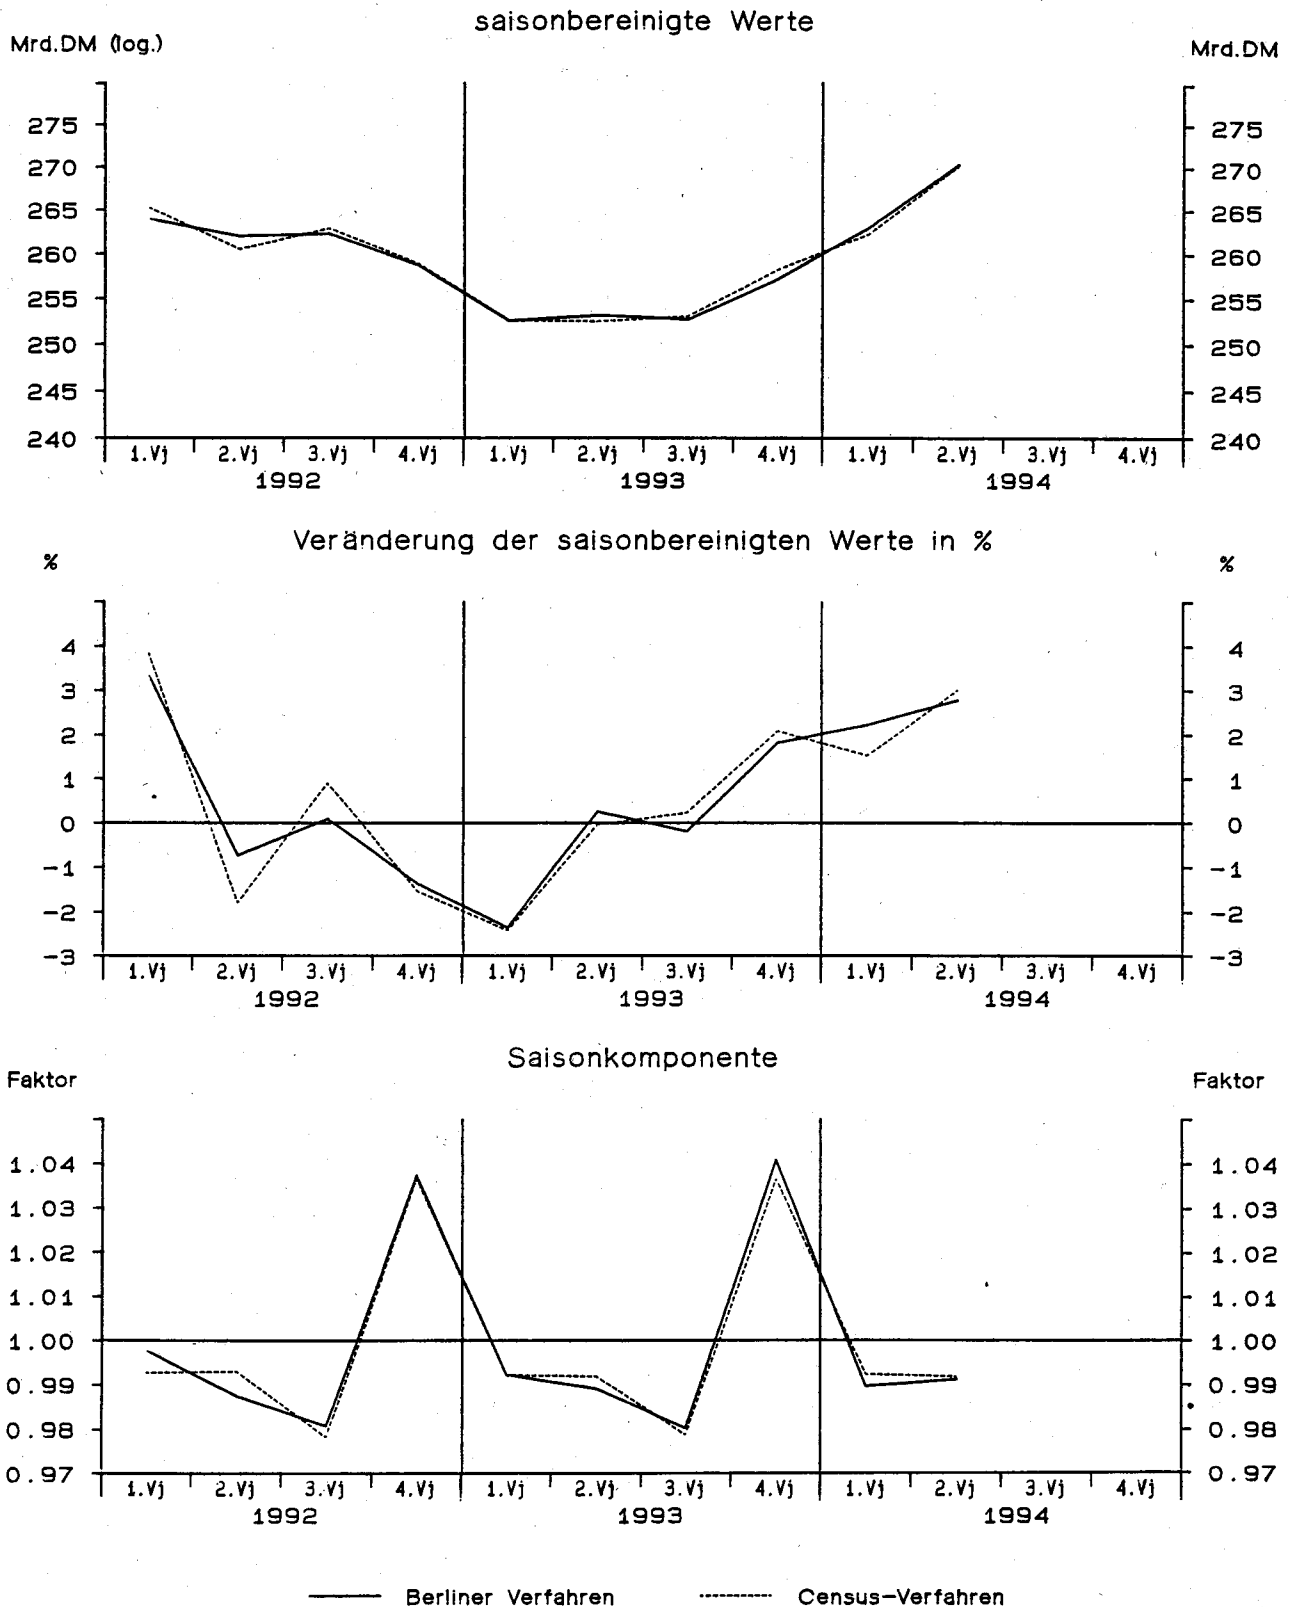 saisonbereinigte Werte
Mrd.DM (log.) Mrd.DM
275 275
270 270
265 265
260 260
255 255
250 250
245 245
240 240
1.Vj 2.Vj 3.Vj 4.Vj 1.Vj 2.Vj 3.Vj 4.Vj 1.Vj 2.Vj 3.Vj 4.Vj
1992 1993 1994
Veränderung der saisonbereinigten Werte in %
% %
4 4
3 3
2 2
1 1
0 0
-1 -1
-2 -2
-3 -3
1.Vj 2.Vj 3.Vj 4.Vj 1.Vj 2.Vj 3.Vj 4.Vj 1.Vj 2.Vj 3.Vj 4.Vj
1992 1993 1994
Saisonkomponente
Faktor Faktor
1.04 1.04
1.03 1.03
1.02 1.02
1.01 1.01
1.00 1.00
0.99 0.99
0.98 0.98
0.97 0.97
1.Vj 2.Vj 3.Vj 4.Vj 1.Vj 2.Vj 3.Vj 4.Vj 1.Vj 2.Vj 3.Vj 4.Vj
1992 1993 1994
Berliner Verfahren Census-Verfahren